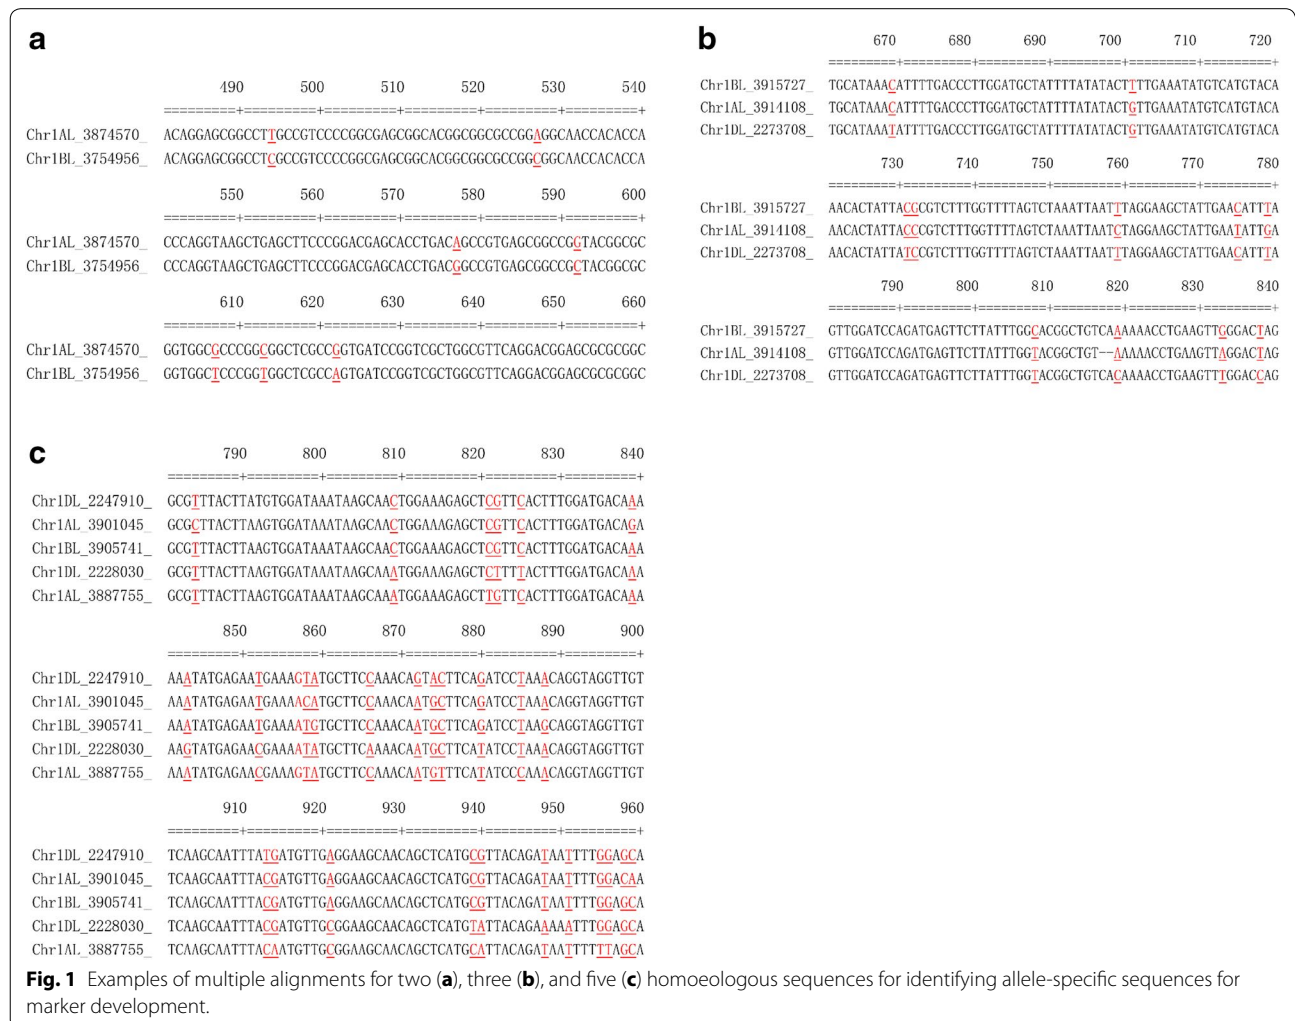 a
490 500 510 520 530 540
=========+=========+=========+=========+=========+=========+
Chr1AL_3874570_ ACAGGAGCGGCCTTGCCGTCCCCGGCGAGCGGCACGGCGGCGCCGGAGGCAACCACACCA
Chr1BL_3754956_ ACAGGAGCGGCCTCGCCGTCCCCGGCGAGCGGCACGGCGGCGCCGGCGGCAACCACACCA
550 560 570 580 590 600
=========+=========+=========+=========+=========+=========+
Chr1AL_3874570_ CCCAGGTAAGCTGAGCTTCCCGGACGAGCACCTGACAGCCGTGAGCGGCCGGTACGGCGC
Chr1BL_3754956_ CCCAGGTAAGCTGAGCTTCCCGGACGAGCACCTGACGGCCGTGAGCGGCCGCTACGGCGC
610 620 630 640 650 660
=========+=========+=========+=========+=========+=========+
Chr1AL_3874570_ GGTGGCGCCCGGCGGCTCGCCGGTGATCCGGTCGCTGGCGTTCAGGACGGAGCGCGCGGC
Chr1BL_3754956_ GGTGGCTCCCGGTGGCTCGCCAGTGATCCGGTCGCTGGCGTTCAGGACGGAGCGCGCGGC
b
670 680 690 700 710 720
=========+=========+=========+=========+=========+=========+
Chr1BL_3915727_ TGCATAAACATTTTGACCCTTGGATGCTATTTTATATACTTTTGAAATATGTCATGTACA
Chr1AL_3914108_ TGCATAAACATTTTGACCCTTGGATGCTATTTTATATACTGTTGAAATATGTCATGTACA
Chr1DL_2273708_ TGCATAAATATTTTGACCCTTGGATGCTATTTTATATACTGTTGAAATATGTCATGTACA
730 740 750 760 770 780
=========+=========+=========+=========+=========+=========+
Chr1BL_3915727_ AACACTATTACGCGTCTTTGGTTTTAGTCTAAATTAATTTAGGAAGCTATTGAACATTTA
Chr1AL_3914108_ AACACTATTACCCGTCTTTGGTTTTAGTCTAAATTAATCTAGGAAGCTATTGAATATTGA
Chr1DL_2273708_ AACACTATTATCCGTCTTTGGTTTTAGTCTAAATTAATTTAGGAAGCTATTGAACATTTA
790 800 810 820 830 840
=========+=========+=========+=========+=========+=========+
Chr1BL_3915727_ GTTGGATCCAGATGAGTTCTTATTTGGCACGGCTGTCAAAAAACCTGAAGTTGGGACTAG
Chr1AL_3914108_ GTTGGATCCAGATGAGTTCTTATTTGGTACGGCTGT--AAAAACCTGAAGTTAGGACTAG
Chr1DL_2273708_ GTTGGATCCAGATGAGTTCTTATTTGGTACGGCTGTCACAAAACCTGAAGTTTGGACCAG
c
790 800 810 820 830 840
=========+=========+=========+=========+=========+=========+
Chr1DL_2247910_ GCGTTTACTTATGTGGATAAATAAGCAACTGGAAAGAGCTCGTTCACTTTGGATGACAAA
Chr1AL_3901045_ GCGCTTACTTAAGTGGATAAATAAGCAACTGGAAAGAGCTCGTTCACTTTGGATGACAGA
Chr1BL_3905741_ GCGTTTACTTAAGTGGATAAATAAGCAACTGGAAAGAGCTCGTTCACTTTGGATGACAAA
Chr1DL_2228030_ GCGTTTACTTAAGTGGATAAATAAGCAAATGGAAAGAGCTCTTTTACTTTGGATGACAAA
Chr1AL_3887755_ GCGTTTACTTAAGTGGATAAATAAGCAAATGGAAAGAGCTTGTTCACTTTGGATGACAAA
850 860 870 880 890 900
=========+=========+=========+=========+=========+=========+
Chr1DL_2247910_ AAATATGAGAATGAAAGTATGCTTCCAAACAGTACTTCAGATCCTAAACAGGTAGGTTGT
Chr1AL_3901045_ AAATATGAGAATGAAAACATGCTTCCAAACAATGCTTCAGATCCTAAACAGGTAGGTTGT
Chr1BL_3905741_ AAATATGAGAATGAAAATGTGCTTCCAAACAATGCTTCAGATCCTAAGCAGGTAGGTTGT
Chr1DL_2228030_ AAGTATGAGAACGAAAATATGCTTCAAAACAATGCTTCATATCCTAAACAGGTAGGTTGT
Chr1AL_3887755_ AAATATGAGAACGAAAGTATGCTTCCAAACAATGTTTCATATCCCAAACAGGTAGGTTGT
910 920 930 940 950 960
=========+=========+=========+=========+=========+=========+
Chr1DL_2247910_ TCAAGCAATTTATGATGTTGAGGAAGCAACAGCTCATGCGTTACAGATAATTTTGGAGCA
Chr1AL_3901045_ TCAAGCAATTTACGATGTTGAGGAAGCAACAGCTCATGCGTTACAGATAATTTTGGACAA
Chr1BL_3905741_ TCAAGCAATTTACGATGTTGAGGAAGCAACAGCTCATGCGTTACAGATAATTTTGGAGCA
Chr1DL_2228030_ TCAAGCAATTTACGATGTTGCGGAAGCAACAGCTCATGTATTACAGAAAAATTTGGAGCA
Chr1AL_3887755_ TCAAGCAATTTACAATGTTGCGGAAGCAACAGCTCATGCATTACAGATAATTTTTTAGCA
Fig. 1 Examples of multiple alignments for two (a), three (b), and five (c) homoeologous sequences for identifying allele-specific sequences for
marker development.